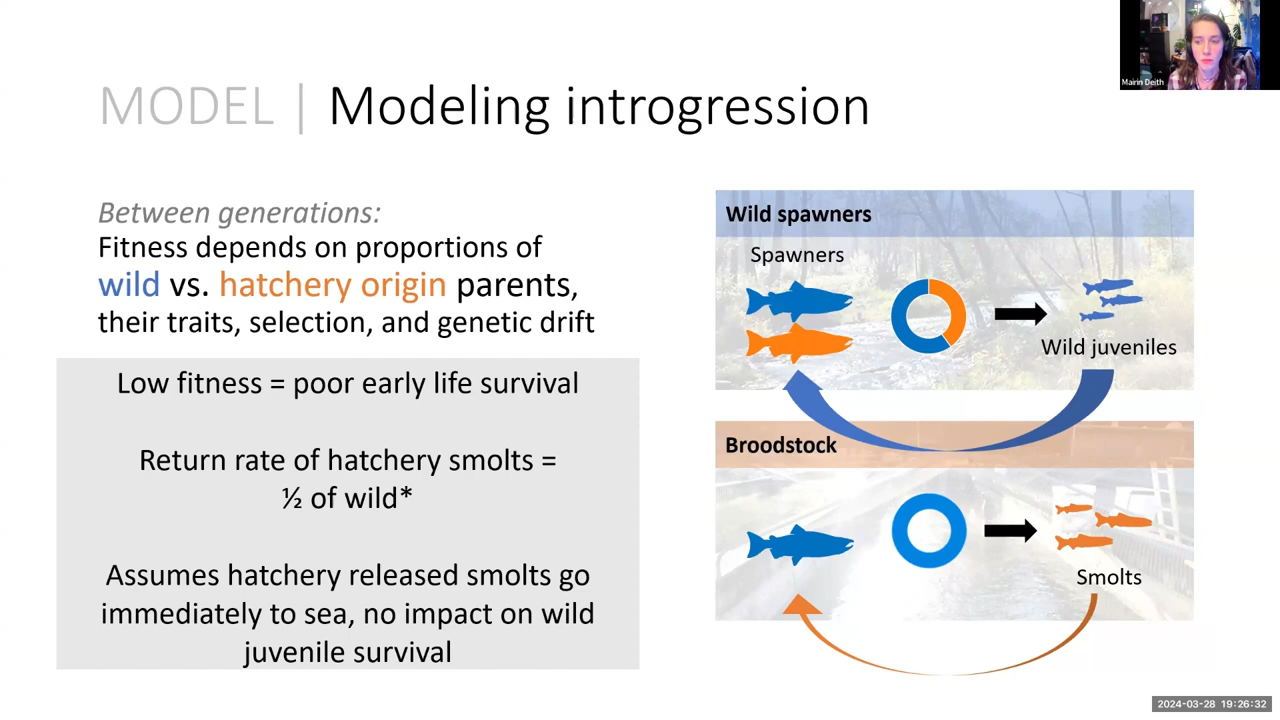 MODEL | Modeling introgression
Between generations:
Fitness depends on proportions of
wild vs. hatchery origin parents,
their traits, selection, and genetic drift
Low fitness = poor early life survival
Return rate of hatchery smolts =
½ of wild*
Assumes hatchery released smolts go
immediately to sea, no impact on wild
juvenile survival
Wild spawners
Spawners
Wild juveniles
Broodstock
Smolts
Mairin Deith
2024-03-28 19:26:32